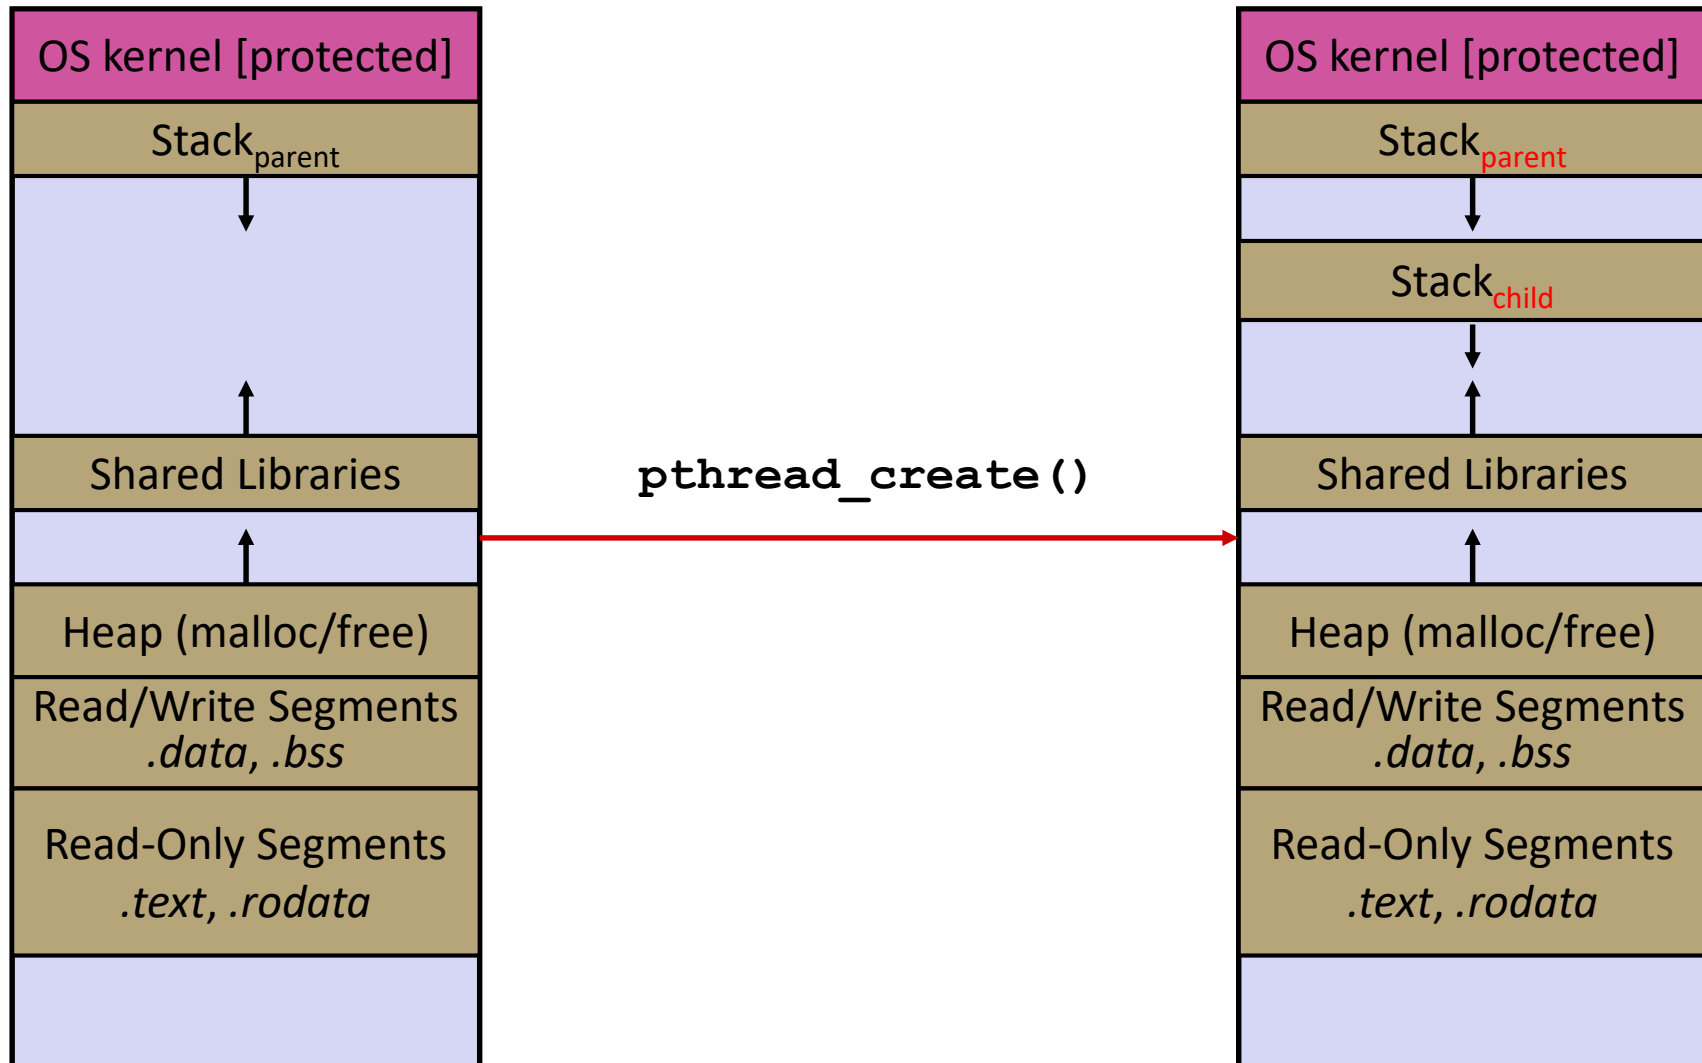 OS kernel [protected]
Stackparent
Shared Libraries
Heap (malloc/free)
Read/Write Segments
.data, .bss
Read-Only Segments
.text, .rodata
pthread_create()
OS kernel [protected]
Stackparent
Stackchild
Shared Libraries
Heap (malloc/free)
Read/Write Segments
.data, .bss
Read-Only Segments
.text, .rodata